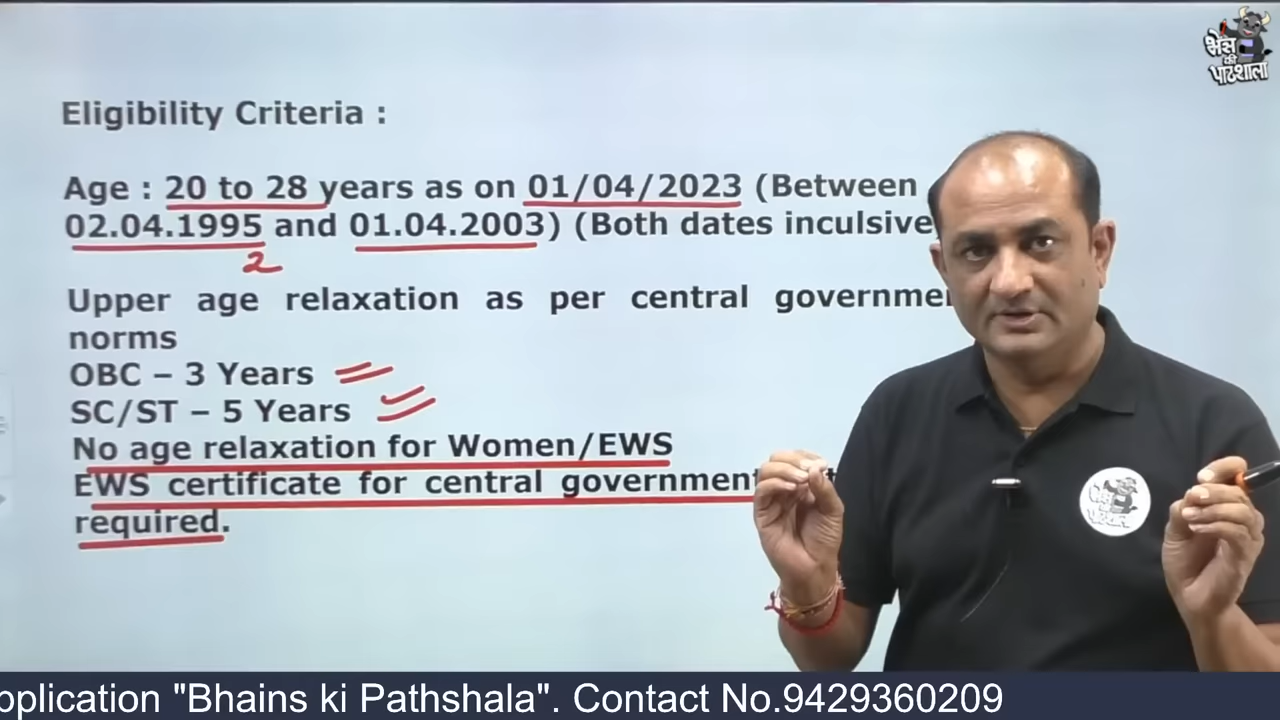 भैंस
की
पाठशाला
Eligibility Criteria :
Age : 20 to 28 years as on 01/04/2023 (Between
02.04.1995 and 01.04.2003) (Both dates inculsive
2
Upper age relaxation as per central
norms
OBC – 3 Years
SC/ST – 5 Years
No age relaxation for Women/EWS
EWS certificate for central government
required.
pplication "Bhains ki Pathshala". Contact No.9429360209